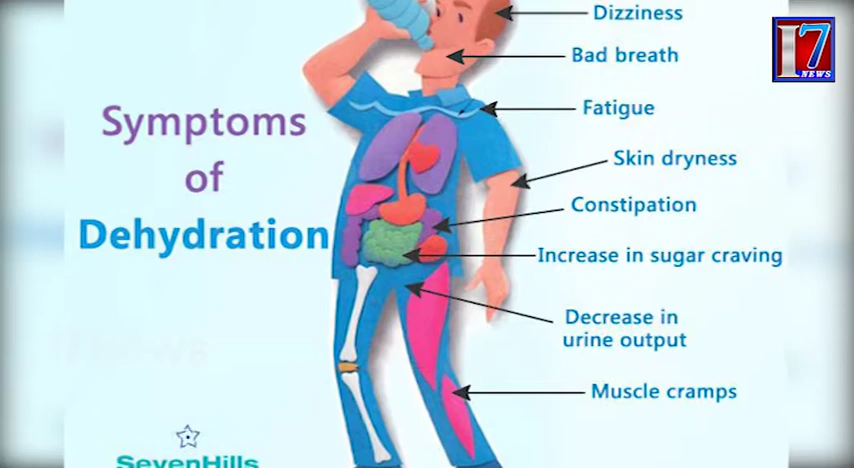 Symptoms
of
Dehydration
Dizziness
Bad breath
Fatigue
Skin dryness
Constipation
Increase in sugar craving
Decrease in
urine output
Muscle cramps
SevenHills
17
NEWS